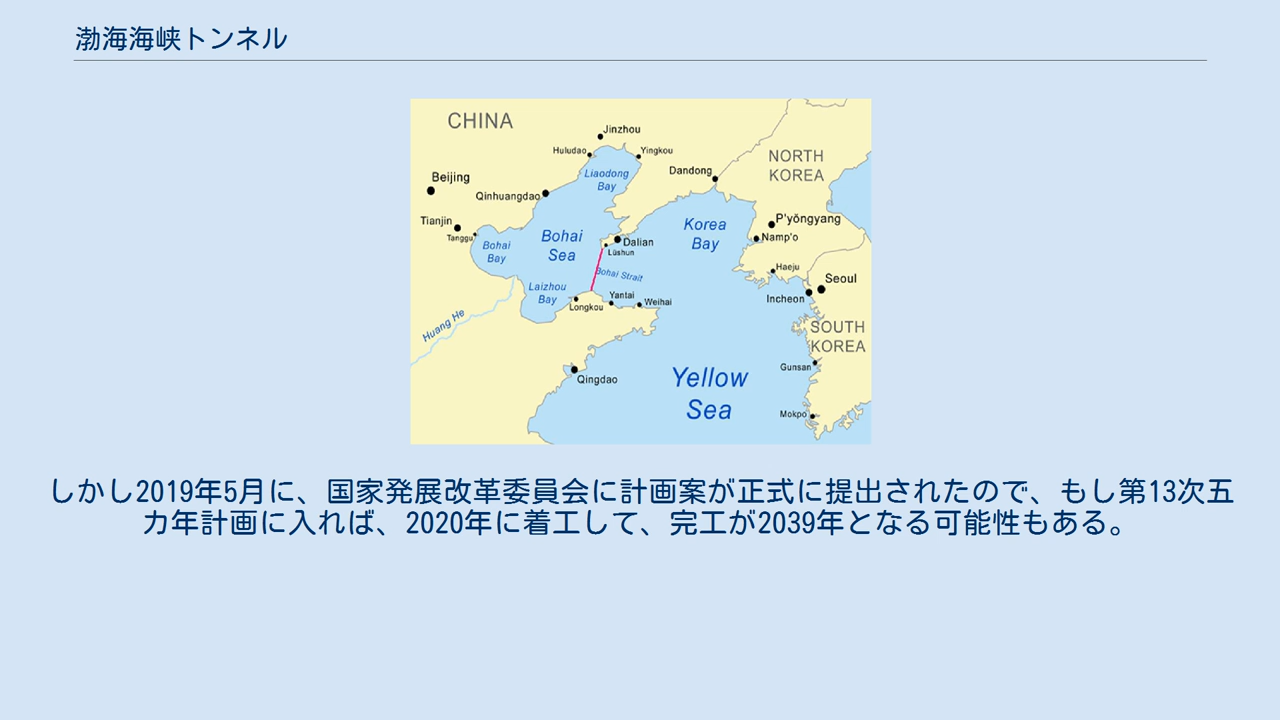 渤海海峡トンネル
CHINA
Jinzhou
Huludao
Yingkou
Liaodong
Bay
Dandong
NORTH
KOREA
Beijing
Qinhuangdao
Tianjin
Tanggu
Bohai
Bay
Bohai
Sea
Dalian
Lüshun
Korea
Bay
P'yŏngyang
Namp'o
Bohai Strait
Haeju
Seoul
Incheon
Laizhou
Bay
Longkou
Yantai
Weihai
Huang He
SOUTH
KOREA
Gunsan
Qingdao
Yellow
Sea
Mokpo
しかし2019年5月に、国家発展改革委員会に計画案が正式に提出されたので、もし第13次五
カ年計画に入れば、2020年に着工して、完工が2039年となる可能性もある。